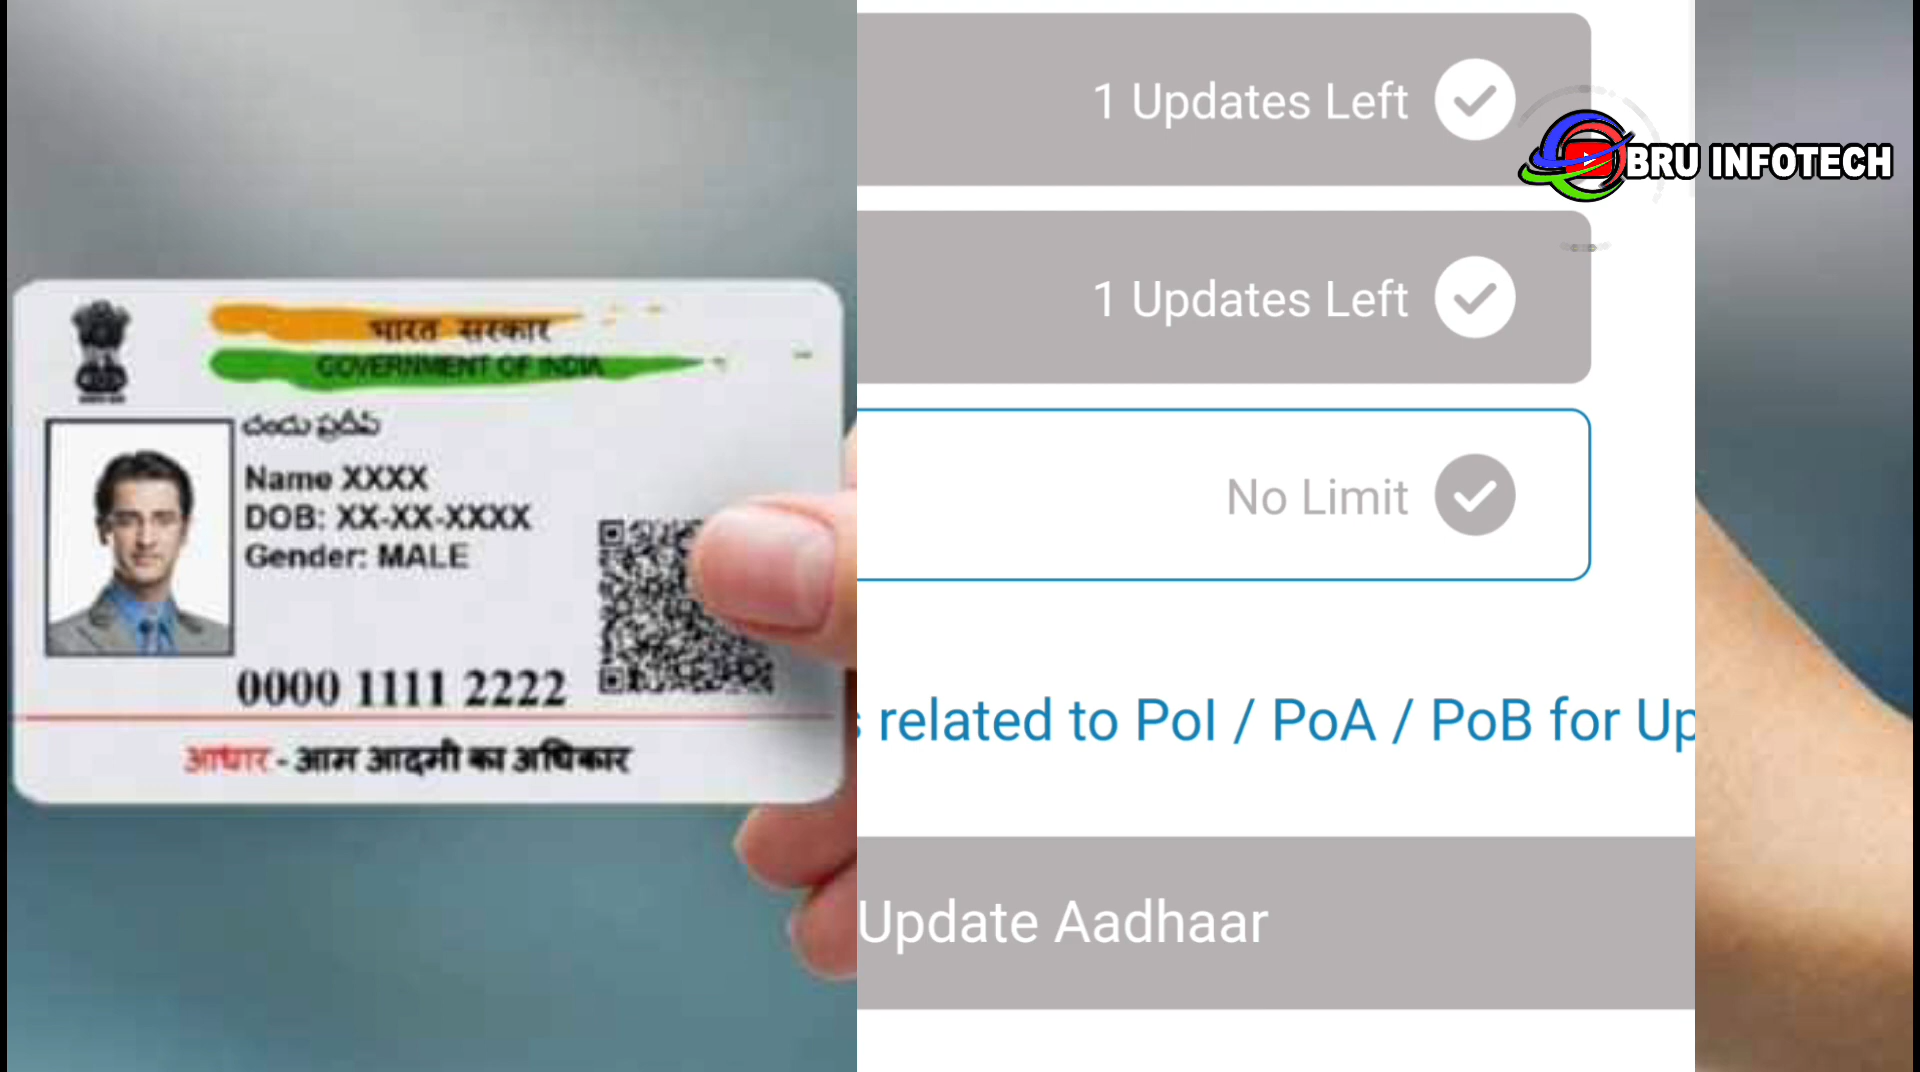 भारत सरकार
GOVERNMENT OF INDIA
చందు ప్రదీప్
Name XXXX
DOB: XX-XX-XXXX
Gender: MALE
0000 1111 2222
आधार - आम आदमी का अधिकार
1 Updates Left
1 Updates Left
No Limit
related to PoI / PoA / PoB for Up
Update Aadhaar
BRU INFOTECH